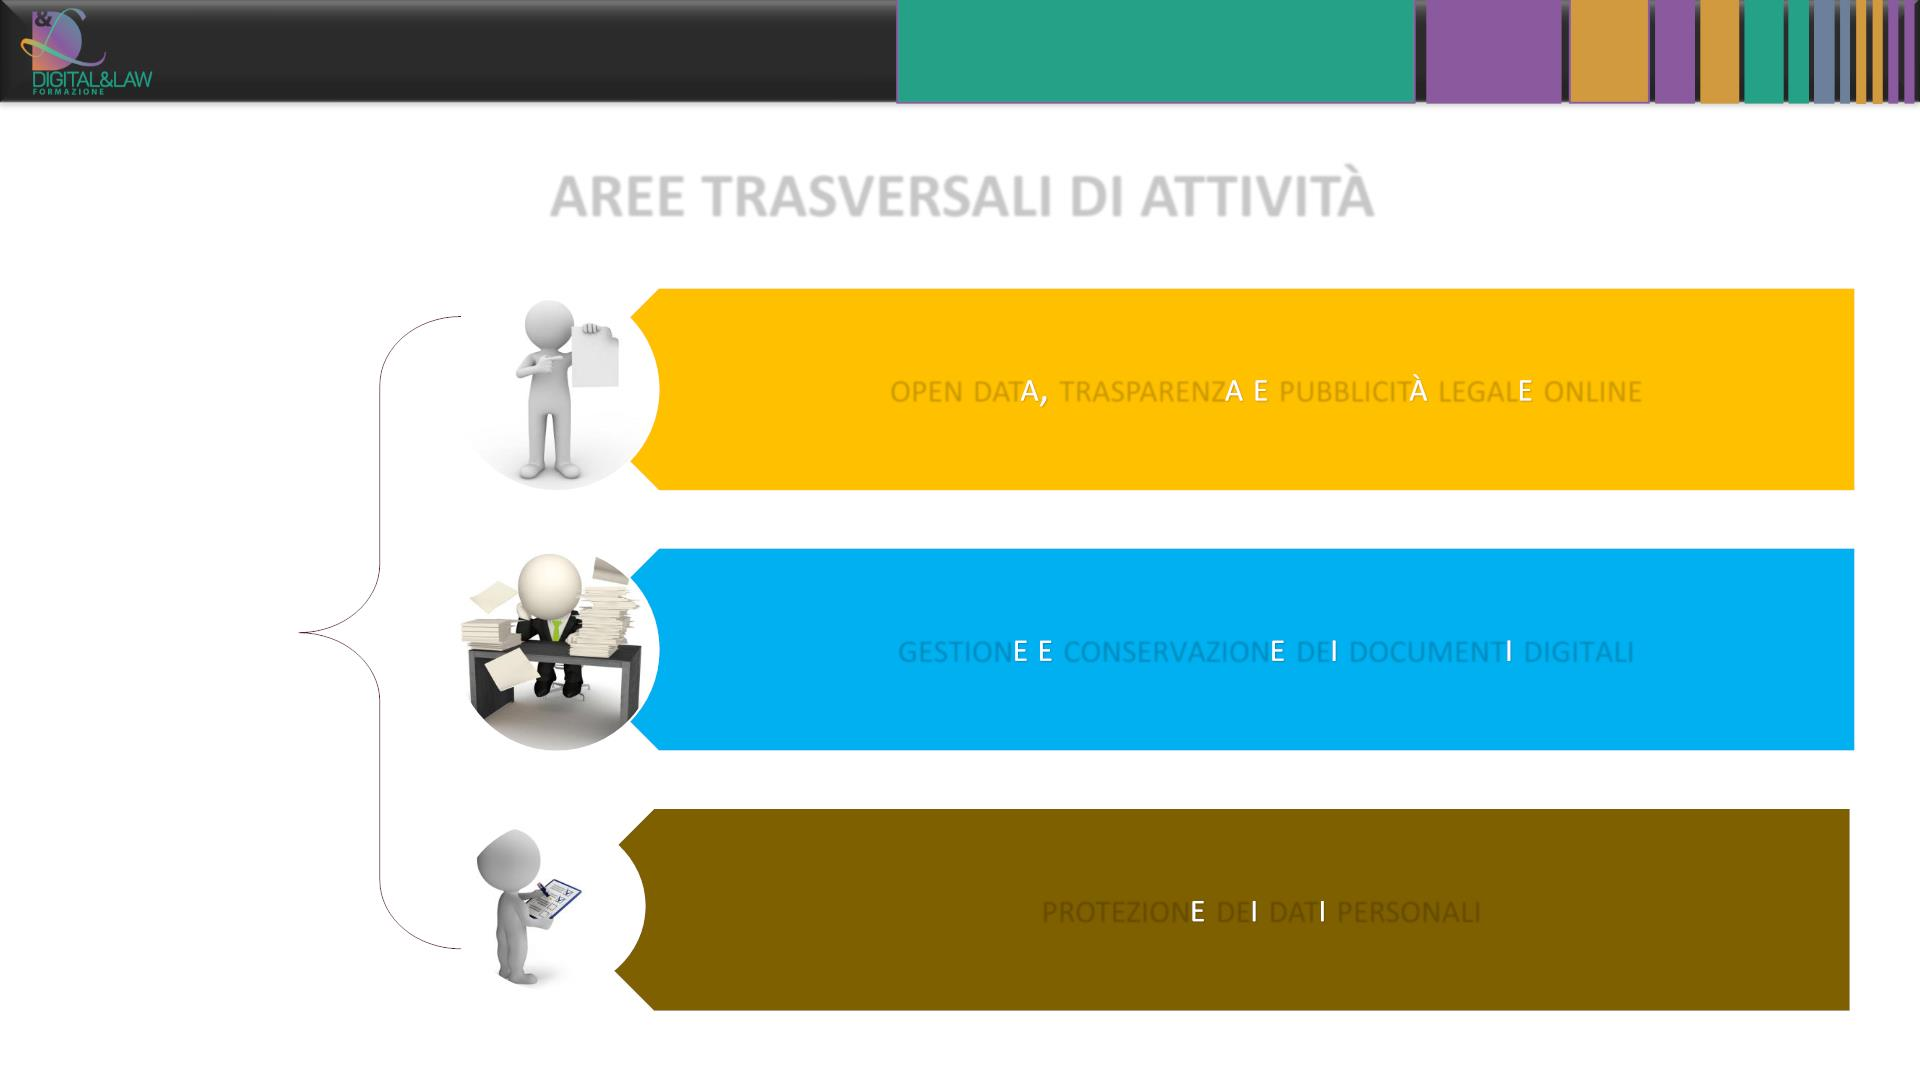 &
DIGITAL&LAW
FORMAZIONE
AREE TRASVERSALI DI ATTIVITÀ
OPEN DATA, TRASPARENZA E PUBBLICITÀ LEGALE ONLINE
GESTIONE E CONSERVAZIONE DEI DOCUMENTI DIGITALI
PROTEZIONE DEI DATI PERSONALI